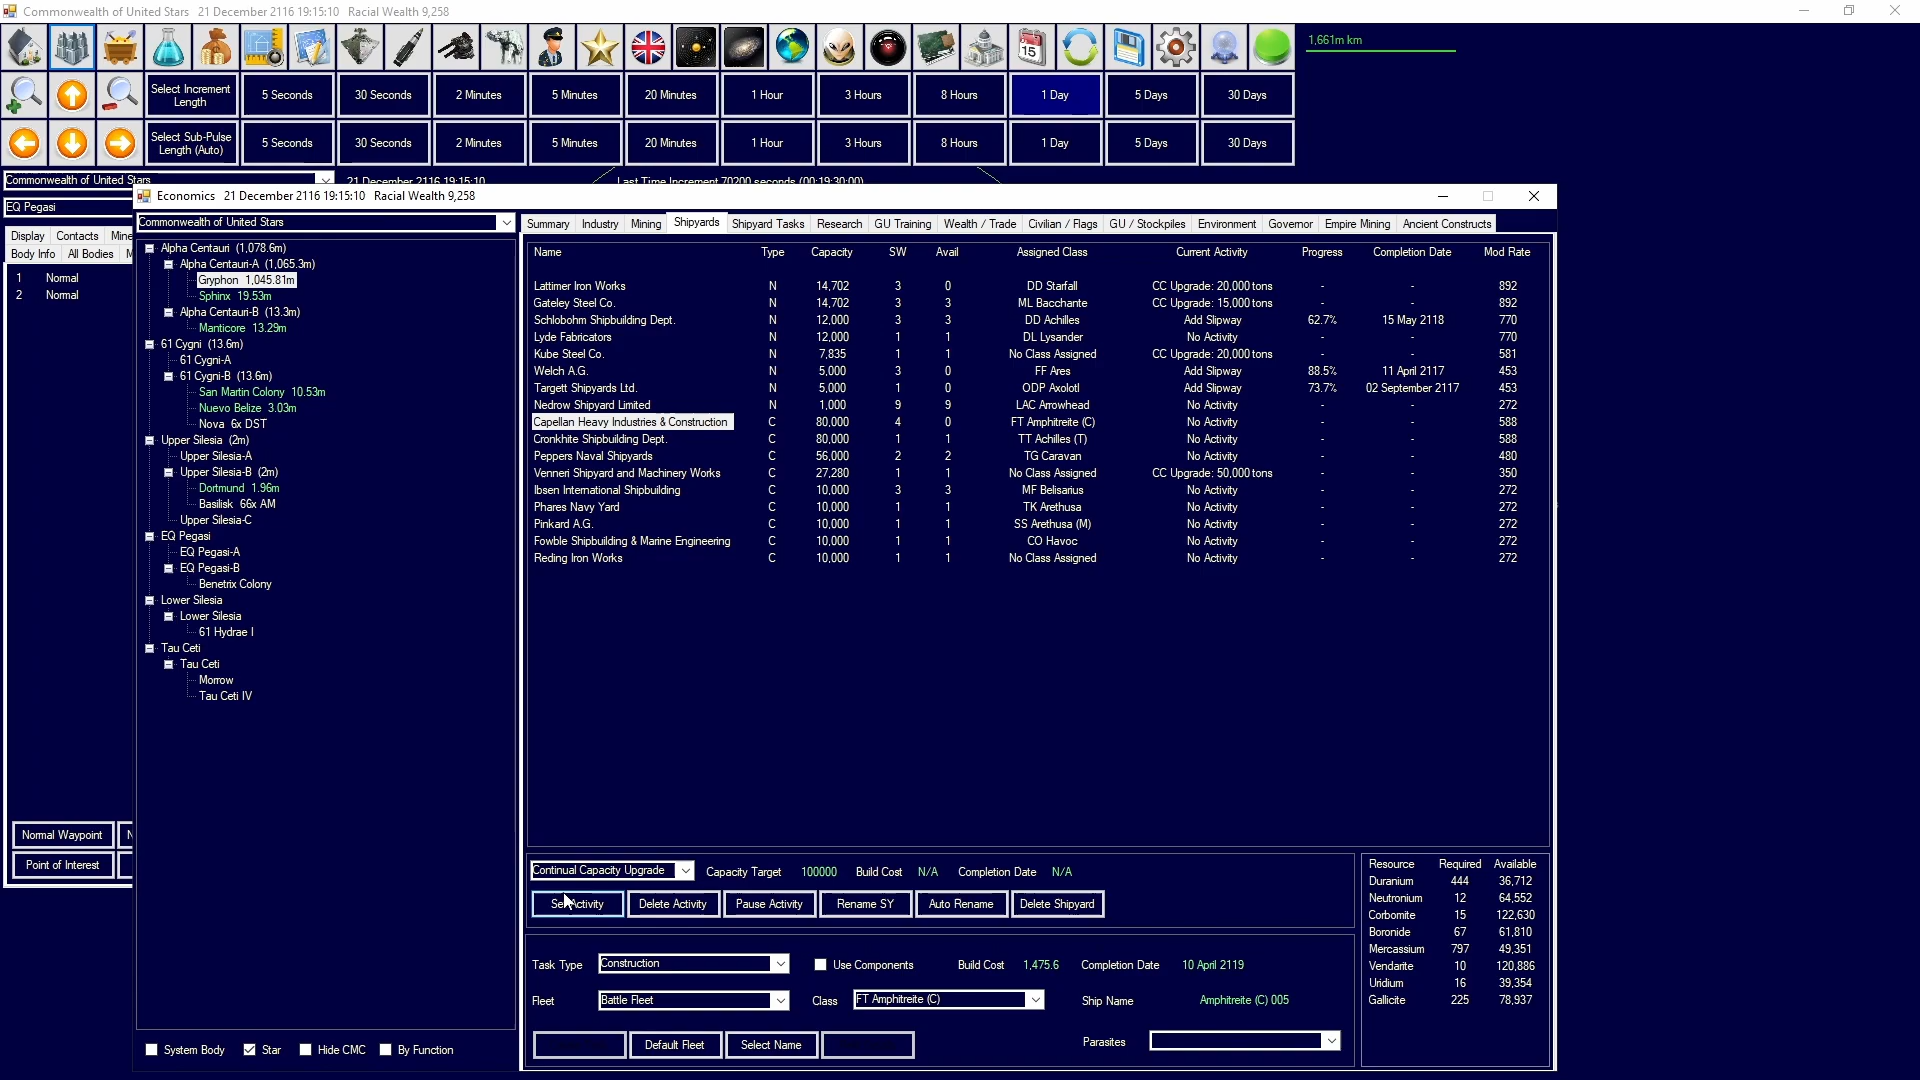 Commonwealth of United Stars 21 December 2116 19:15:10 Racial Wealth 9,258
1,661m km
Select Increment Length 5 Seconds 30 Seconds 2 Minutes 5 Minutes 20 Minutes 1 Hour 3 Hours 8 Hours 1 Day 5 Days 30 Days
Select Sub-Pulse Length (Auto) 5 Seconds 30 Seconds 2 Minutes 5 Minutes 20 Minutes 1 Hour 3 Hours 8 Hours 1 Day 5 Days 30 Days
Commonwealth of United Stars 21 December 2116 19:15:10 Last Time Increment 70200 seconds (00:19:30:00)
EQ Pegasi
Display Contacts Mine
Body Info All Bodies
1 Normal
2 Normal
Normal Waypoint
Point of Interest
Economics 21 December 2116 19:15:10 Racial Wealth 9,258
Commonwealth of United Stars
Alpha Centauri (1,078.6m)
Alpha Centauri-A (1,065.3m)
Gryphon 1,045.81m
Sphinx 19.53m
Alpha Centauri-B (13.3m)
Manticore 13.29m
61 Cygni (13.6m)
61 Cygni-A
61 Cygni-B (13.6m)
San Martin Colony 10.53m
Nuevo Belize 3.03m
Nova 6x DST
Upper Silesia (2m)
Upper Silesia-A
Upper Silesia-B (2m)
Dortmund 1.96m
Basilisk 66x AM
Upper Silesia-C
EQ Pegasi
EQ Pegasi-A
EQ Pegasi-B
Benetrix Colony
Lower Silesia
Lower Silesia
61 Hydrae I
Tau Ceti
Tau Ceti
Morrow
Tau Ceti IV
System Body Star Hide CMC By Function
Summary Industry Mining Shipyards Shipyard Tasks Research GU Training Wealth / Trade Civilian / Flags GU / Stockpiles Environment Governor Empire Mining Ancient Constructs
Name Type Capacity SW Avail Assigned Class Current Activity Progress Completion Date Mod Rate
Lattimer Iron Works N 14,702 3 0 DD Starfall CC Upgrade: 20,000 tons - - 892
Gateley Steel Co. N 14,702 3 3 ML Bacchante CC Upgrade: 15,000 tons - - 892
Schlobohm Shipbuilding Dept. N 12,000 3 3 DD Achilles Add Slipway 62.7% 15 May 2118 770
Lyde Fabricators N 12,000 1 1 DL Lysander No Activity - - 770
Kube Steel Co. N 7,835 1 1 No Class Assigned CC Upgrade: 20,000 tons - - 581
Welch A.G. N 5,000 3 0 FF Ares Add Slipway 88.5% 11 April 2117 453
Targett Shipyards Ltd. N 5,000 1 0 ODP Axolotl Add Slipway 73.7% 02 September 2117 453
Nedrow Shipyard Limited N 1,000 9 9 LAC Arrowhead No Activity - - 272
Capellan Heavy Industries & Construction C 80,000 4 0 FT Amphitreite (C) No Activity - - 588
Cronkhite Shipbuilding Dept. C 80,000 1 1 TT Achilles (T) No Activity - - 588
Peppers Naval Shipyards C 56,000 2 2 TG Caravan No Activity - - 480
Venneri Shipyard and Machinery Works C 27,280 1 1 No Class Assigned CC Upgrade: 50,000 tons - - 350
Ibsen International Shipbuilding C 10,000 3 3 MF Belisarius No Activity - - 272
Phares Navy Yard C 10,000 1 1 TK Arethusa No Activity - - 272
Pinkard A.G. C 10,000 1 1 SS Arethusa (M) No Activity - - 272
Fowble Shipbuilding & Marine Engineering C 10,000 1 1 CO Havoc No Activity - - 272
Reding Iron Works C 10,000 1 1 No Class Assigned No Activity - - 272
Continual Capacity Upgrade Capacity Target 100000 Build Cost N/A Completion Date N/A
Activity Delete Activity Pause Activity Rename SY Auto Rename Delete Shipyard
Task Type Construction Use Components Build Cost 1,475.6 Completion Date 10 April 2119
Fleet Battle Fleet Class FT Amphitreite (C) Ship Name Amphitreite (C) 005
Default Fleet Select Name Parasites
Resource Required Available
Duranium 444 36,712
Neutronium 12 64,552
Corbomite 15 122,630
Boronide 67 61,810
Mercassium 797 49,351
Vendarite 10 120,886
Uridium 16 39,354
Gallicite 225 78,937